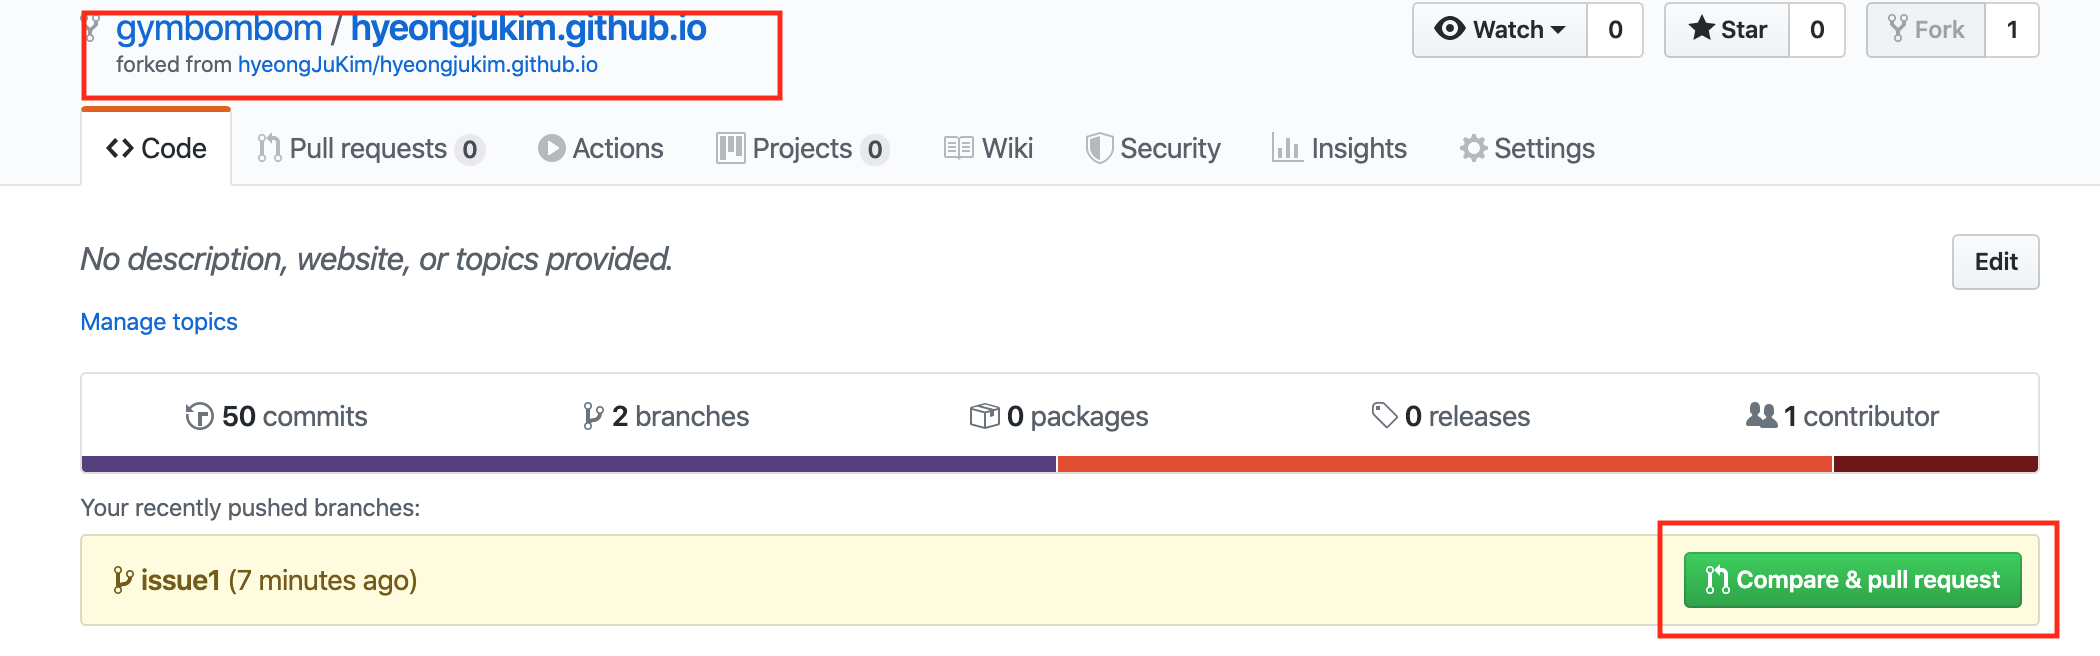 gymbombom / hyeongjukim.github.io
forked from hyeongJuKim/hyeongjukim.github.io
Watch 0 Star 0 Fork 1
Code Pull requests 0 Actions Projects 0 Wiki Security Insights Settings
No description, website, or topics provided.
Edit
Manage topics
50 commits 2 branches 0 packages 0 releases 1 contributor
Your recently pushed branches:
issue1 (7 minutes ago) Compare & pull request